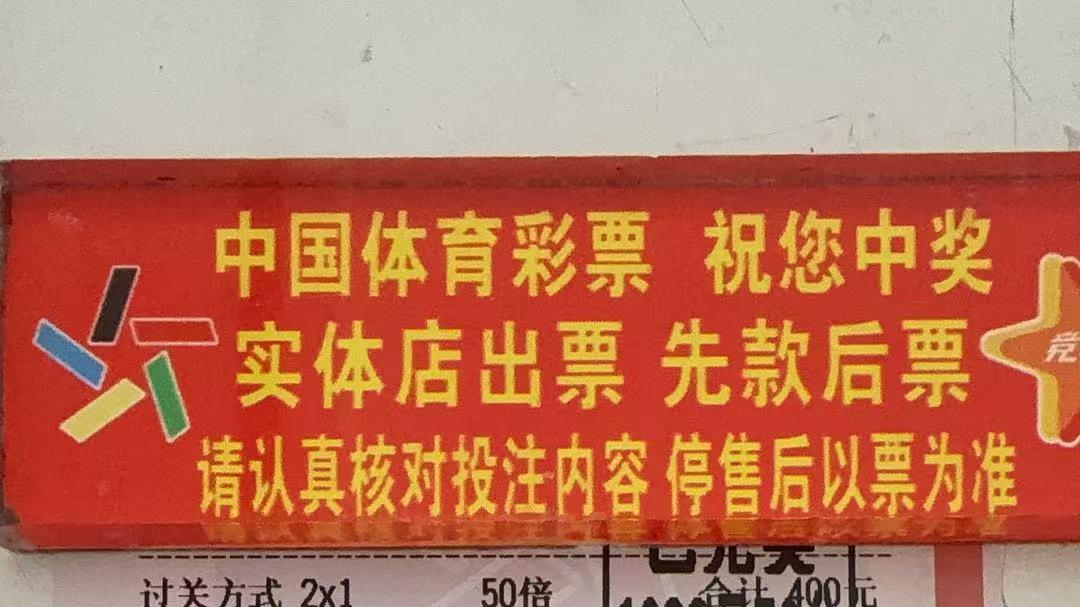 中国体育彩票 祝您中奖
实体店出票 先款后票
竞
请认真核对投注内容 停售后以票为准
过关方式 2x1 50倍 合计 400元